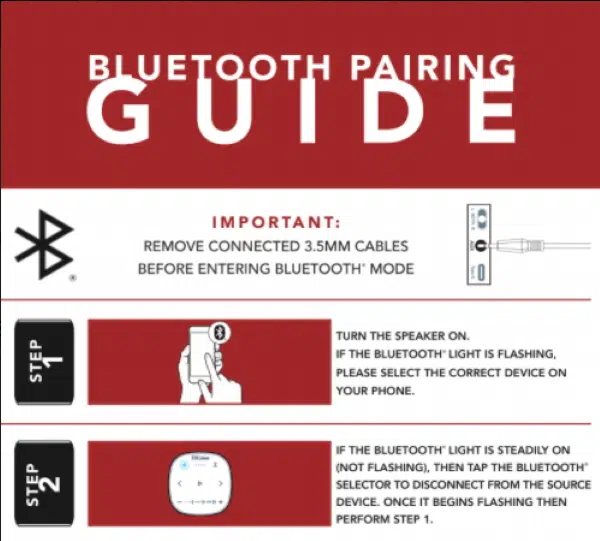 BLUETOOTH PAIRING
GUIDE
IMPORTANT:
REMOVE CONNECTED 3.5MM CABLES
BEFORE ENTERING BLUETOOTH® MODE
STEP
1
TURN THE SPEAKER ON.
IF THE BLUETOOTH® LIGHT IS FLASHING,
PLEASE SELECT THE CORRECT DEVICE ON
YOUR PHONE.
STEP
2
IF THE BLUETOOTH® LIGHT IS STEADILY ON
(NOT FLASHING), THEN TAP THE BLUETOOTH®
SELECTOR TO DISCONNECT FROM THE SOURCE
DEVICE. ONCE IT BEGINS FLASHING THEN
PERFORM STEP 1.